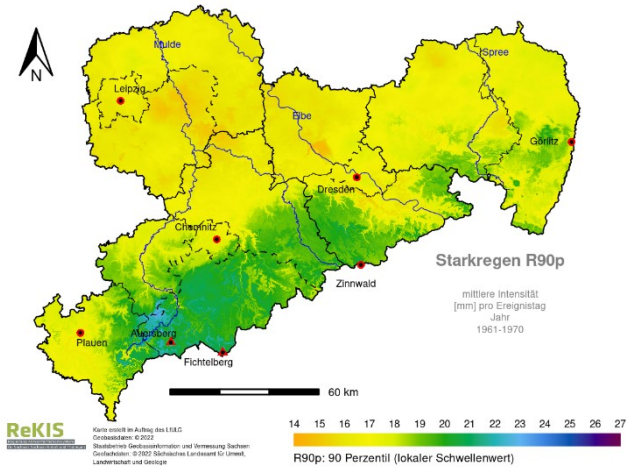 Mulde
Spree
Leipzig
Elbe
Görlitz
Dresden
Chemnitz
Starkregen R90p
Zinnwald
mittlere Intensität
[mm] pro Ereignistag
Jahr
1961-1970
Auersberg
Plauen
Fichtelberg
60 km
N
ReKIS
Karte erstellt im Auftrag des LfULG.
Geobasisdaten: © 2022
Staatsbetrieb Geobasisinformation und Vermessung Sachsen
Geofachdaten: © 2022 Sächsisches Landesamt für Umwelt,
Landwirtschaft und Geologie
14 15 16 17 18 19 20 21 22 23 24 25 26 27
R90p: 90 Perzentil (lokaler Schwellenwert)